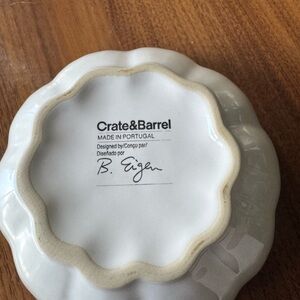 Crate&Barrel
MADE IN PORTUGAL
Designed by/Conçu par/
Diseñado por
B. Eigen